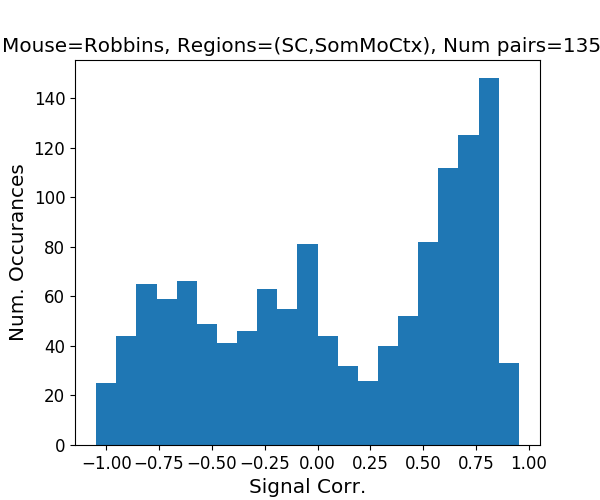 Mouse=Robbins, Regions=(SC,SomMoCtx), Num pairs=135
140
120
100
80
60
40
20
0
Num. Occurances
−1.00 −0.75 −0.50 −0.25 0.00 0.25 0.50 0.75 1.00
Signal Corr.